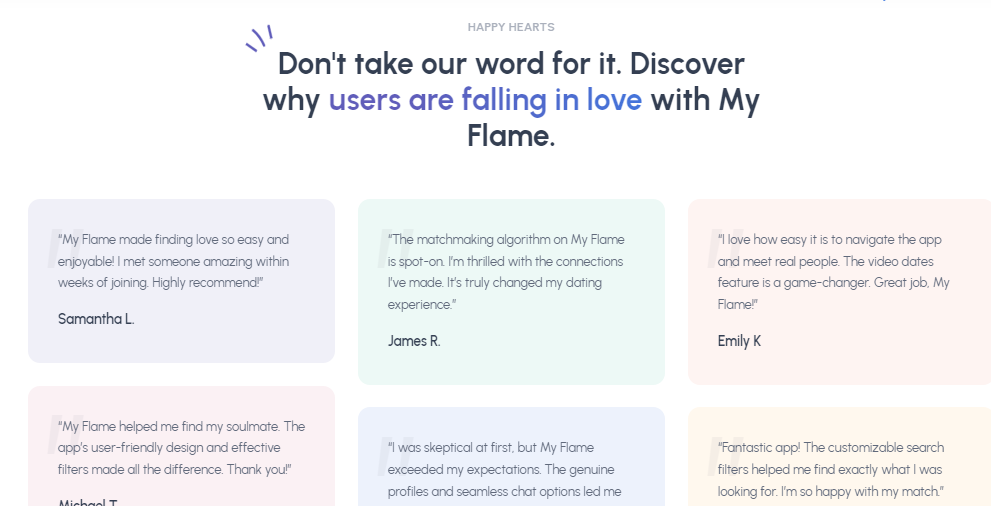 HAPPY HEARTS
Don't take our word for it. Discover
why users are falling in love with My
Flame.
"My Flame made finding love so easy and
enjoyable! I met someone amazing within
weeks of joining. Highly recommend!"
Samantha L.
"The matchmaking algorithm on My Flame
is spot-on. I'm thrilled with the connections
I've made. It's truly changed my dating
experience."
James R.
"I love how easy it is to navigate the app
and meet real people. The video dates
feature is a game-changer. Great job, My
Flame!"
Emily K
"My Flame helped me find my soulmate. The
app's user-friendly design and effective
filters made all the difference. Thank you!"
Michael T.
"I was skeptical at first, but My Flame
exceeded my expectations. The genuine
profiles and seamless chat options led me
"Fantastic app! The customizable search
filters helped me find exactly what I was
looking for. I'm so happy with my match."